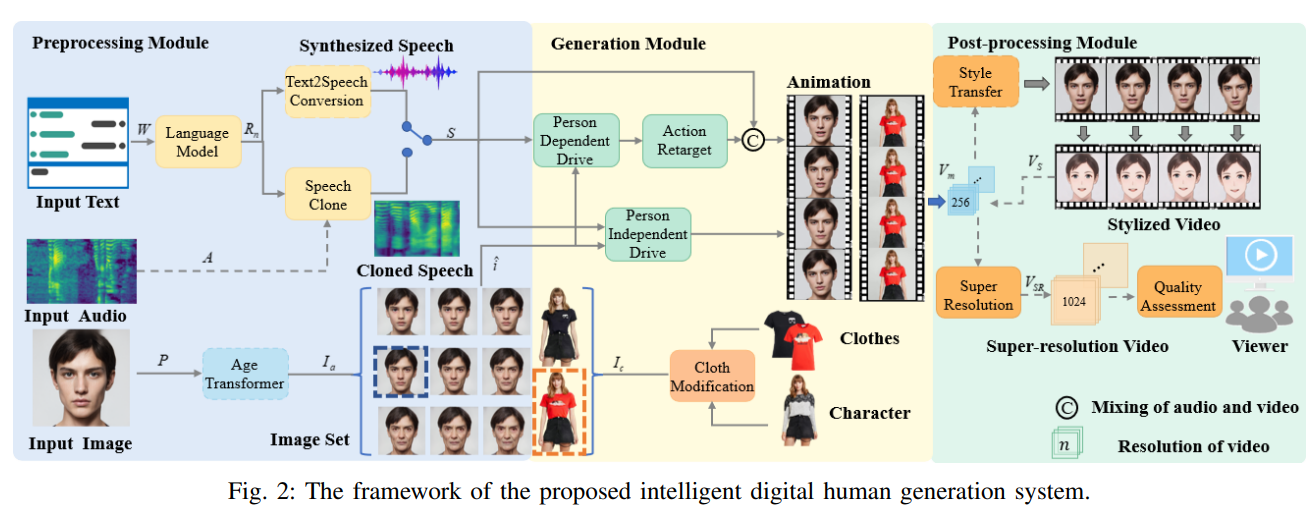 Preprocessing Module
Synthesized Speech
Text2Speech
Conversion
W
Language
Model
R_n
S
Input Text
Speech
Clone
A
Cloned Speech
Input Audio
î
P
Age
Transformer
I_a
Input Image
Image Set
Generation Module
Animation
Person
Dependent
Drive
Action
Retarget
C
Person
Independent
Drive
I_c
Cloth
Modification
Clothes
Character
Post-processing Module
Style
Transfer
V_m
V_S
256
...
Stylized Video
Super
Resolution
V_SR
1024
...
Quality
Assessment
Super-resolution Video
Viewer
C Mixing of audio and video
n Resolution of video
Fig. 2: The framework of the proposed intelligent digital human generation system.